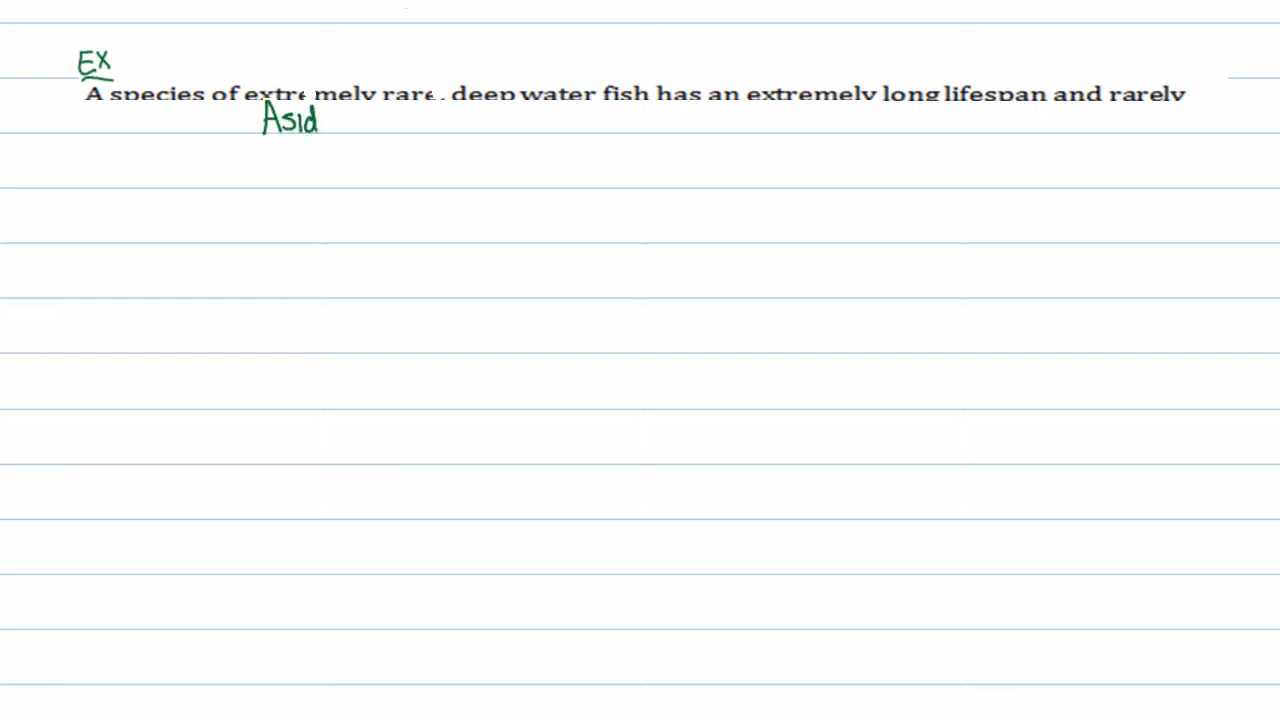 EX
A species of extremely rare, deep water fish has an extremely long lifespan and rarely
Asid